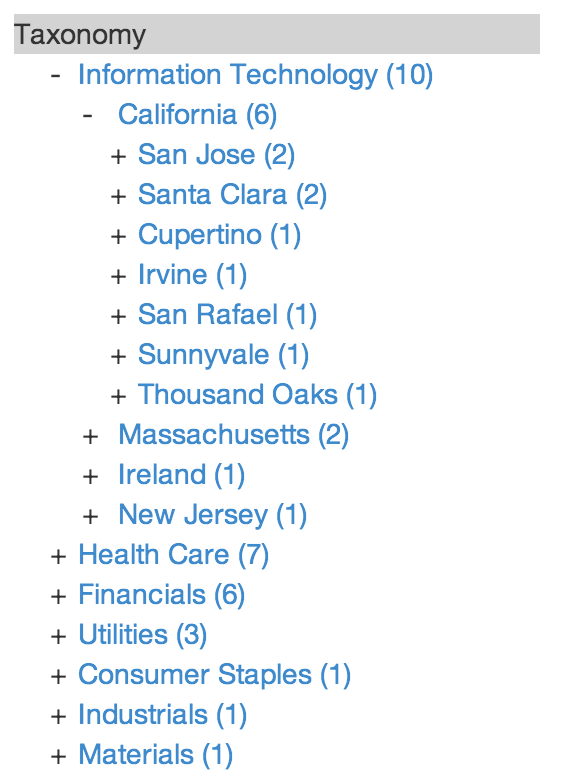 Taxonomy
- Information Technology (10)
- California (6)
+ San Jose (2)
+ Santa Clara (2)
+ Cupertino (1)
+ Irvine (1)
+ San Rafael (1)
+ Sunnyvale (1)
+ Thousand Oaks (1)
+ Massachusetts (2)
+ Ireland (1)
+ New Jersey (1)
+ Health Care (7)
+ Financials (6)
+ Utilities (3)
+ Consumer Staples (1)
+ Industrials (1)
+ Materials (1)